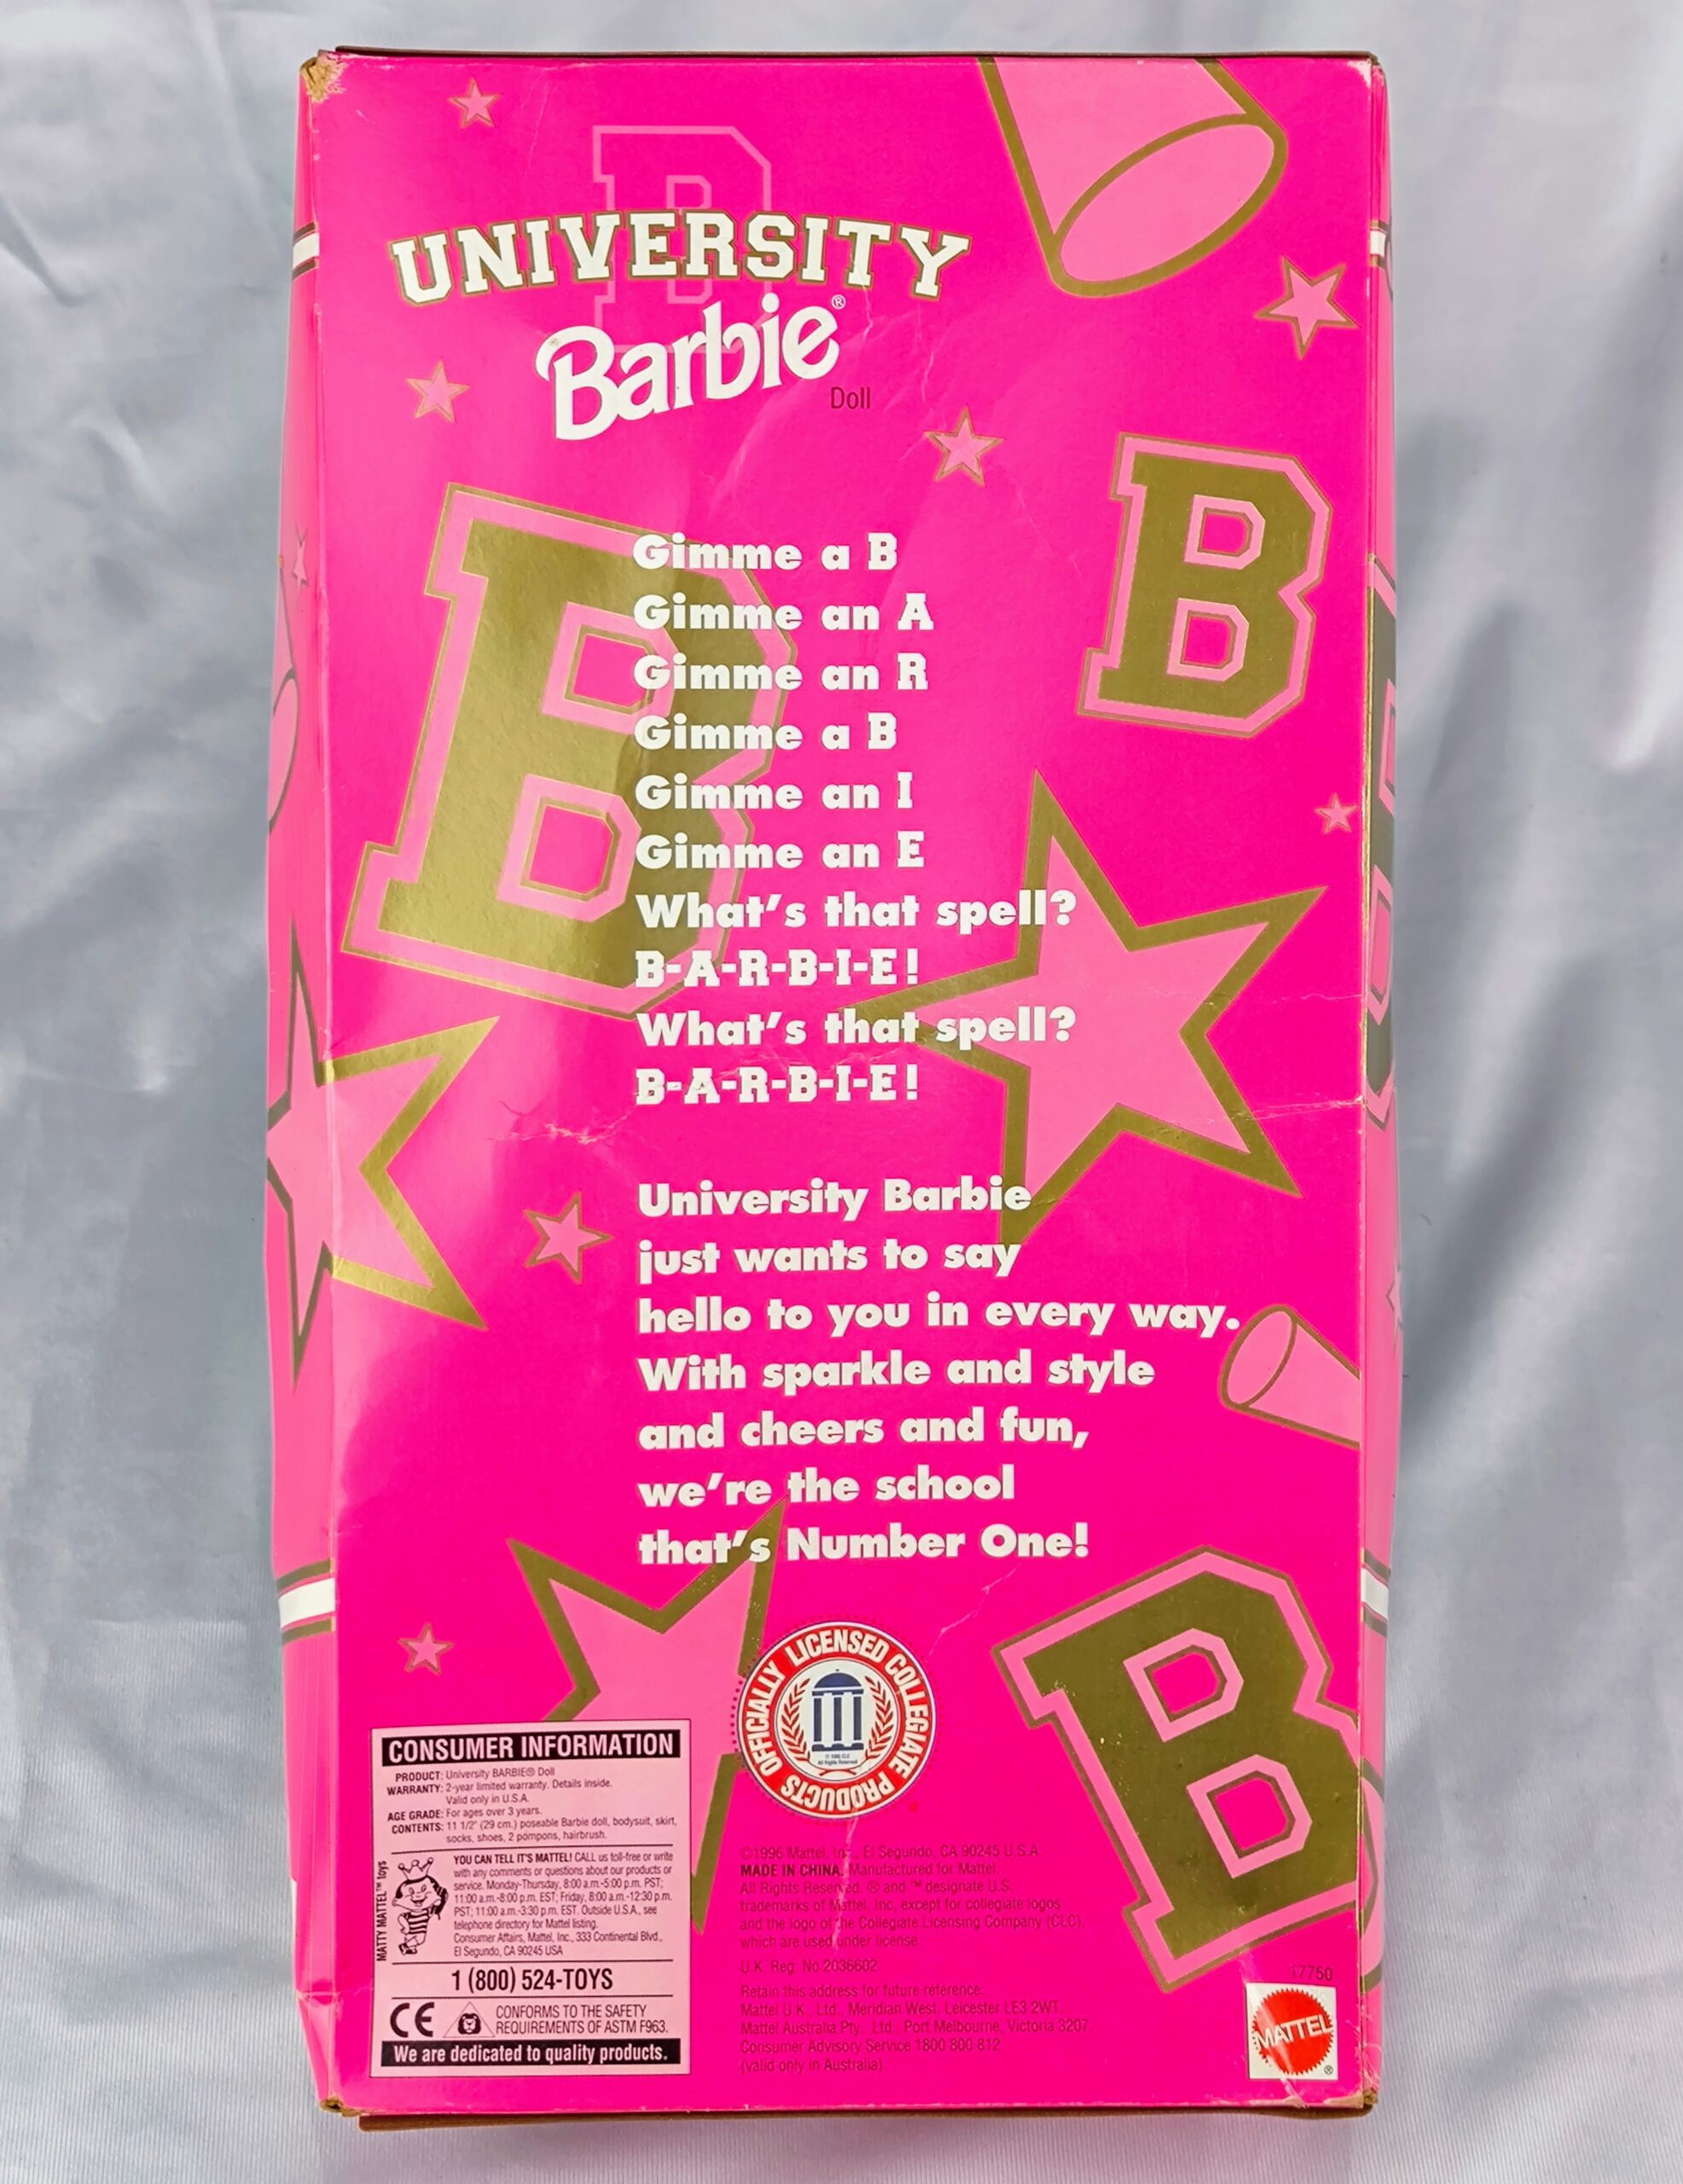 UNIVERSITY
Barbie®
Doll
B
B
Gimme a B
Gimme an A
Gimme an R
Gimme a B
Gimme an I
Gimme an E
What's that spell?
B-A-R-B-I-E!
What's that spell?
B-A-R-B-I-E!
University Barbie
just wants to say
hello to you in every way.
With sparkle and style
and cheers and fun,
we're the school
that's Number One!
B
B
OFFICIALLY LICENSED COLLEGIATE PRODUCTS
© 1995 CLC
All Rights Reserved
CONSUMER INFORMATION
PRODUCT: University BARBIE® Doll
WARRANTY: 2-year limited warranty. Details inside.
Valid only in U.S.A.
AGE GRADE: For ages over 3 years.
CONTENTS: 11 1/2" (29 cm.) poseable Barbie doll, bodysuit, skirt,
socks, shoes, 2 pompons, hairbrush.
MATTY MATTEL™ toys
YOU CAN TELL IT'S MATTEL! CALL us toll-free or write
with any comments or questions about our products or
service. Monday-Thursday, 8:00 a.m.-5:00 p.m. PST;
11:00 a.m.-8:00 p.m. EST; Friday, 8:00 a.m.-12:30 p.m.
PST; 11:00 a.m.-3:30 p.m. EST. Outside U.S.A., see
telephone directory for Mattel listing.
Consumer Affairs, Mattel, Inc., 333 Continental Blvd.,
El Segundo, CA 90245 USA
1 (800) 524-TOYS
CE
CONFORMS TO THE SAFETY
REQUIREMENTS OF ASTM F963.
We are dedicated to quality products.
©1996 Mattel, Inc., El Segundo, CA 90245 U.S.A.
MADE IN CHINA. Manufactured for Mattel.
All Rights Reserved. ® and ™ designate U.S.
trademarks of Mattel, Inc, except for collegiate logos
and the logo of the Collegiate Licensing Company (CLC),
which are used under license.
U.K. Reg. No.2036602
Retain this address for future reference:
Mattel U.K., Ltd., Meridian West, Leicester LE3 2WT.
Mattel Australia Pty., Ltd., Port Melbourne, Victoria 3207.
Consumer Advisory Service 1800 800 812
(valid only in Australia).
17750
MATTEL
®